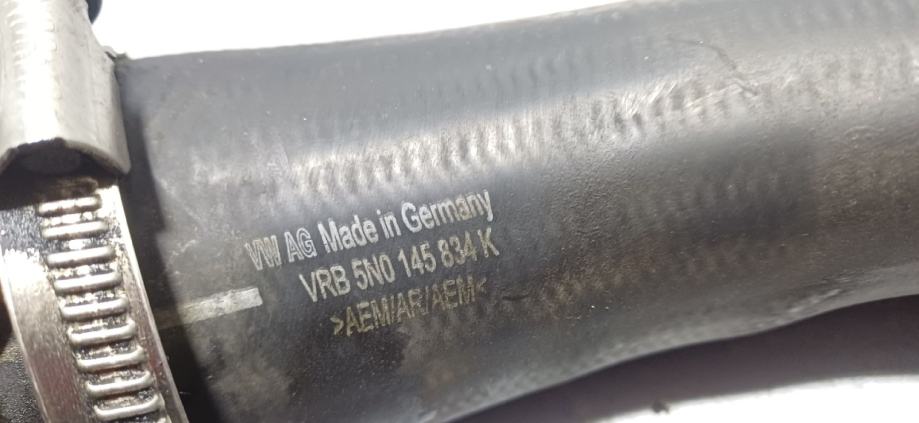 VW AG Made in Germany
VRB 5N0 145 834 K
>AEM/AR/AEM<